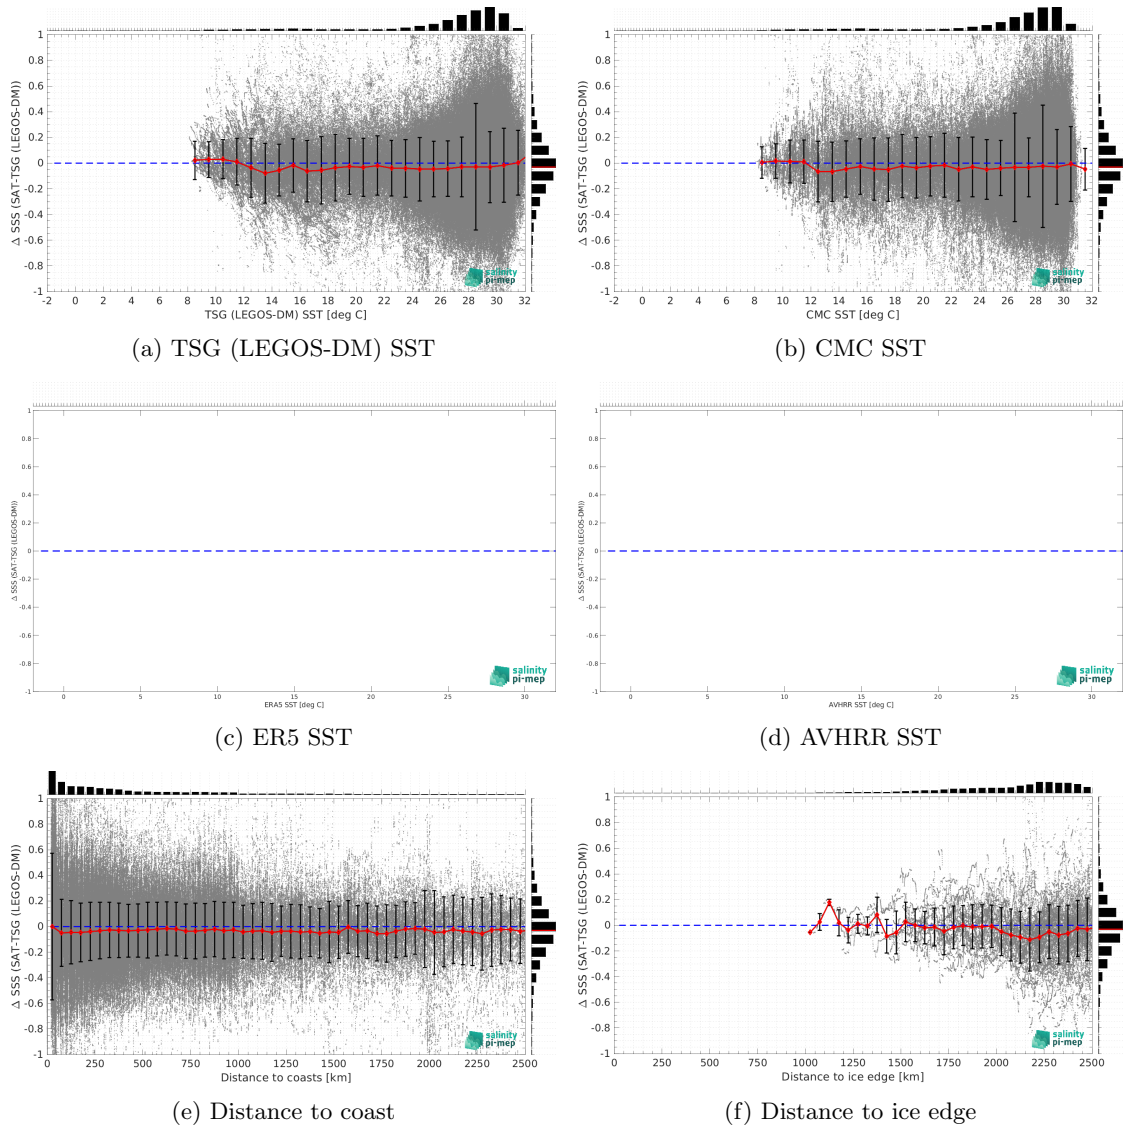 1
0.8
0.6
0.4
0.2
0
-0.2
-0.4
-0.6
-0.8
-1
Δ SSS (SAT-TSG (LEGOS-DM))
-2 0 2 4 6 8 10 12 14 16 18 20 22 24 26 28 30 32
TSG (LEGOS-DM) SST [deg C]
salinity
pi-mep
(a) TSG (LEGOS-DM) SST
1
0.8
0.6
0.4
0.2
0
-0.2
-0.4
-0.6
-0.8
-1
Δ SSS (SAT-TSG (LEGOS-DM))
-2 0 2 4 6 8 10 12 14 16 18 20 22 24 26 28 30 32
CMC SST [deg C]
salinity
pi-mep
(b) CMC SST
1
0.8
0.6
0.4
0.2
0
-0.2
-0.4
-0.6
-0.8
-1
Δ SSS (SAT-TSG (LEGOS-DM))
0 5 10 15 20 25 30
ERA5 SST [deg C]
salinity
pi-mep
(c) ER5 SST
1
0.8
0.6
0.4
0.2
0
-0.2
-0.4
-0.6
-0.8
-1
Δ SSS (SAT-TSG (LEGOS-DM))
0 5 10 15 20 25 30
AVHRR SST [deg C]
salinity
pi-mep
(d) AVHRR SST
1
0.8
0.6
0.4
0.2
0
-0.2
-0.4
-0.6
-0.8
-1
Δ SSS (SAT-TSG (LEGOS-DM))
0 250 500 750 1000 1250 1500 1750 2000 2250 2500
Distance to coasts [km]
salinity
pi-mep
(e) Distance to coast
1
0.8
0.6
0.4
0.2
0
-0.2
-0.4
-0.6
-0.8
-1
Δ SSS (SAT-TSG (LEGOS-DM))
0 250 500 750 1000 1250 1500 1750 2000 2250 2500
Distance to ice edge [km]
salinity
pi-mep
(f) Distance to ice edge